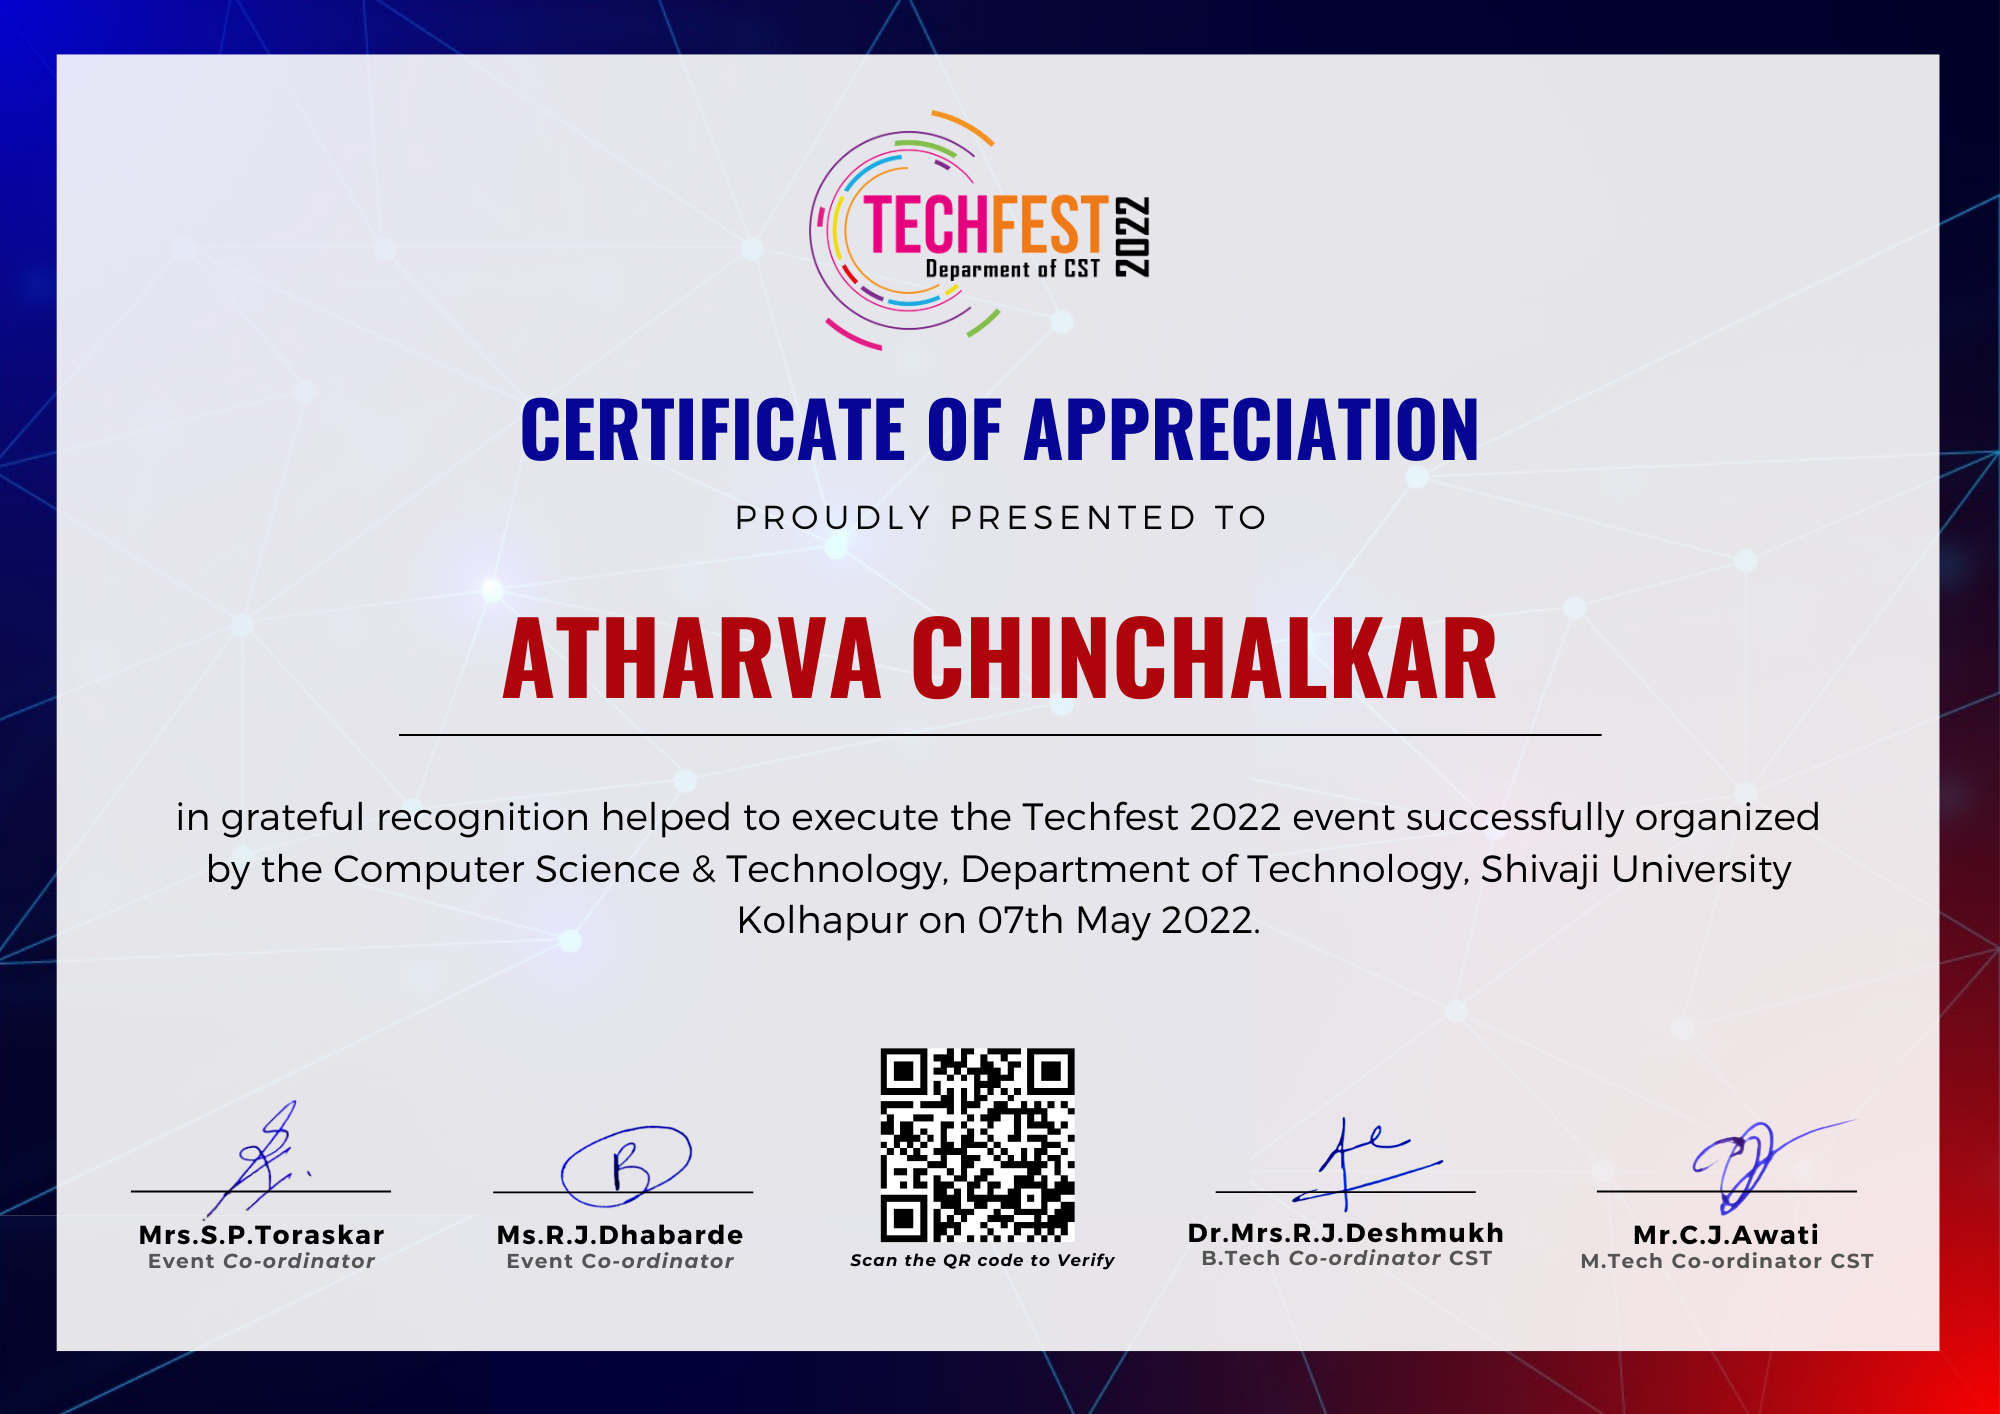 TECHFEST 2022
Deparment of CST
CERTIFICATE OF APPRECIATION
PROUDLY PRESENTED TO
ATHARVA CHINCHALKAR
in grateful recognition helped to execute the Techfest 2022 event successfully organized
by the Computer Science & Technology, Department of Technology, Shivaji University
Kolhapur on 07th May 2022.
Mrs.S.P.Toraskar
Event Co-ordinator
Ms.R.J.Dhabarde
Event Co-ordinator
Scan the QR code to Verify
Dr.Mrs.R.J.Deshmukh
B.Tech Co-ordinator CST
Mr.C.J.Awati
M.Tech Co-ordinator CST